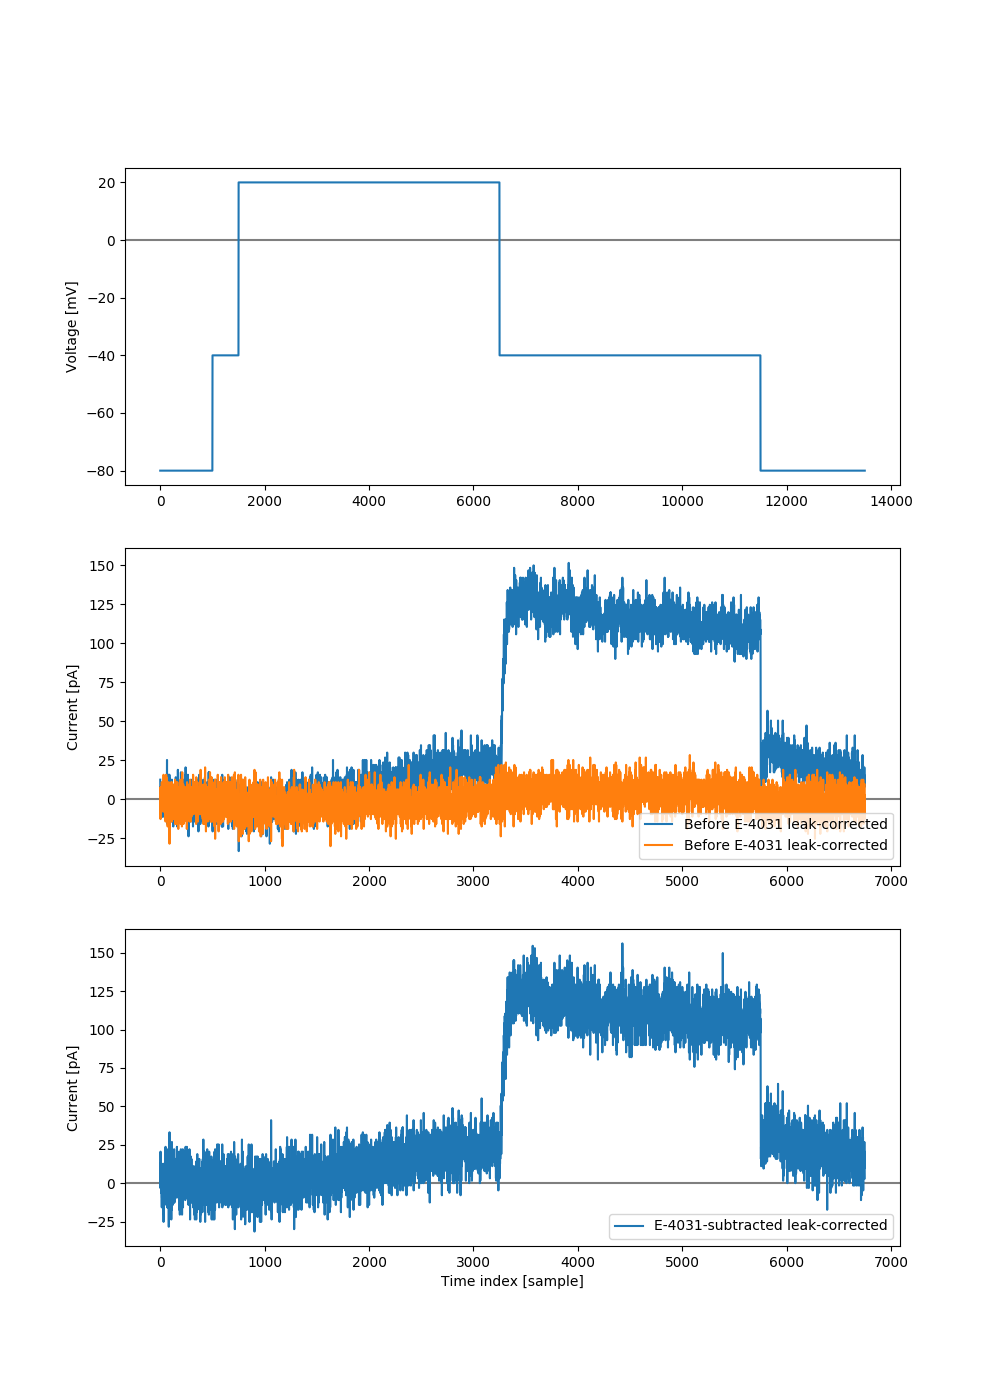 20
0
−20
−40
−60
−80
Voltage [mV]
0 2000 4000 6000 8000 10000 12000 14000
150
125
100
75
50
25
0
−25
Current [pA]
Before E-4031 leak-corrected
Before E-4031 leak-corrected
0 1000 2000 3000 4000 5000 6000 7000
150
125
100
75
50
25
0
−25
Current [pA]
E-4031-subtracted leak-corrected
0 1000 2000 3000 4000 5000 6000 7000
Time index [sample]